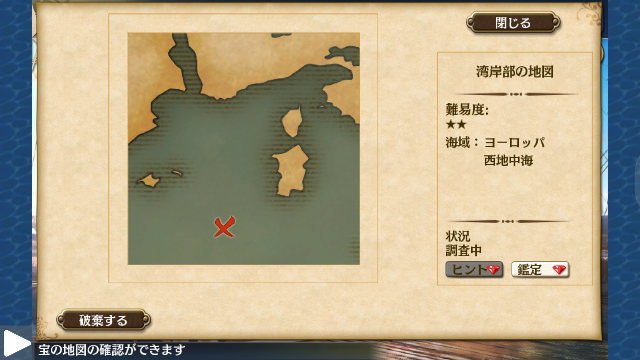 閉じる
湾岸部の地図
難易度:
★★
海域：ヨーロッパ
西地中海
状況
調査中
ヒント 鑑定
破棄する
宝の地図の確認ができます